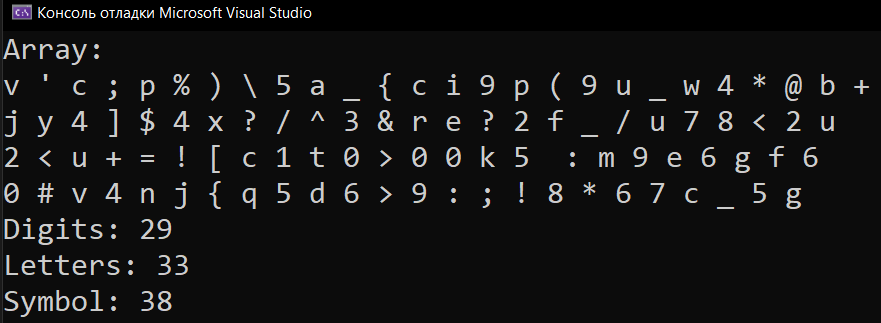 Консоль отладки Microsoft Visual Studio
Array:
v ' c ; p % ) \ 5 a _ { c i 9 p ( 9 u _ w 4 * @ b +
j y 4 ] $ 4 x ? / ^ 3 & r e ? 2 f _ / u 7 8 < 2 u
2 < u + = ! [ c 1 t 0 > 0 0 k 5  : m 9 e 6 g f 6
0 # v 4 n j { q 5 d 6 > 9 : ; ! 8 * 6 7 c _ 5 g
Digits: 29
Letters: 33
Symbol: 38